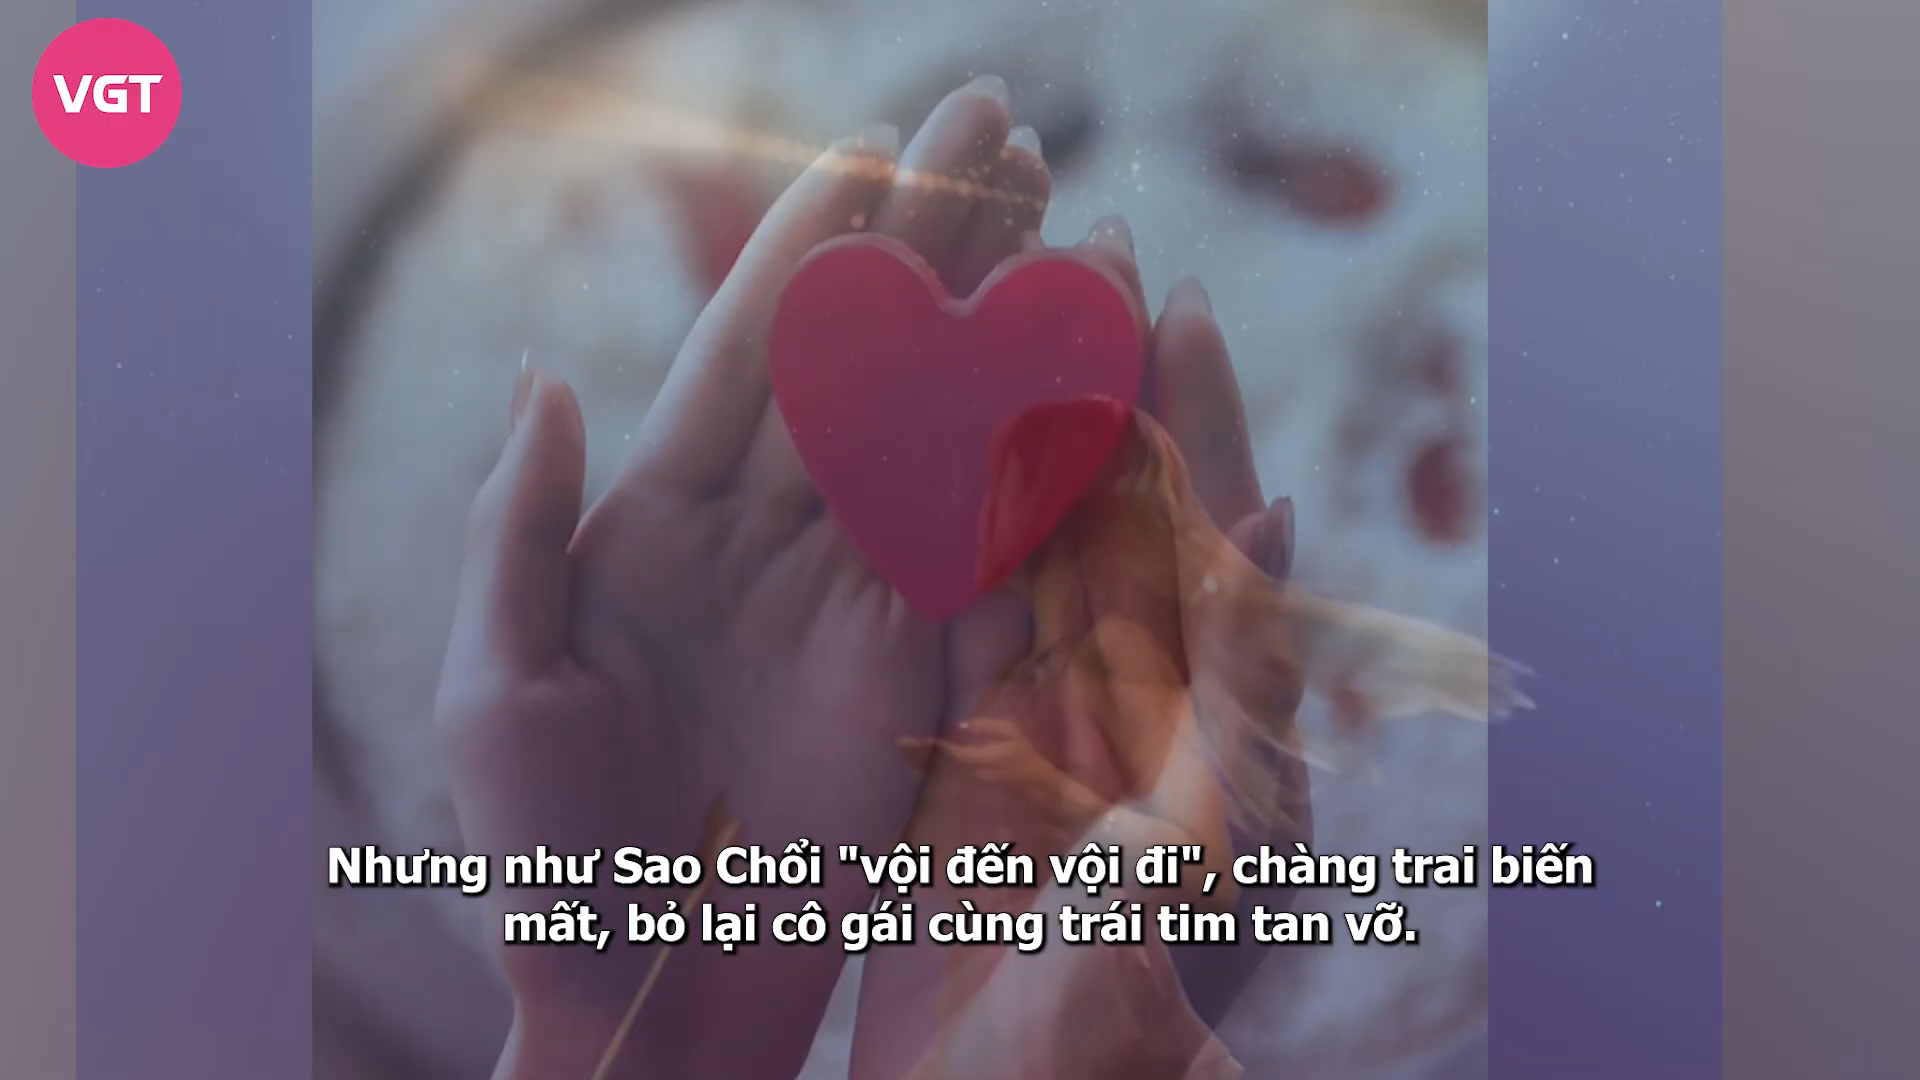 VGT
Nhưng như Sao Chổi "vội đến vội đi", chàng trai biến
mất, bỏ lại cô gái cùng trái tim tan vỡ.